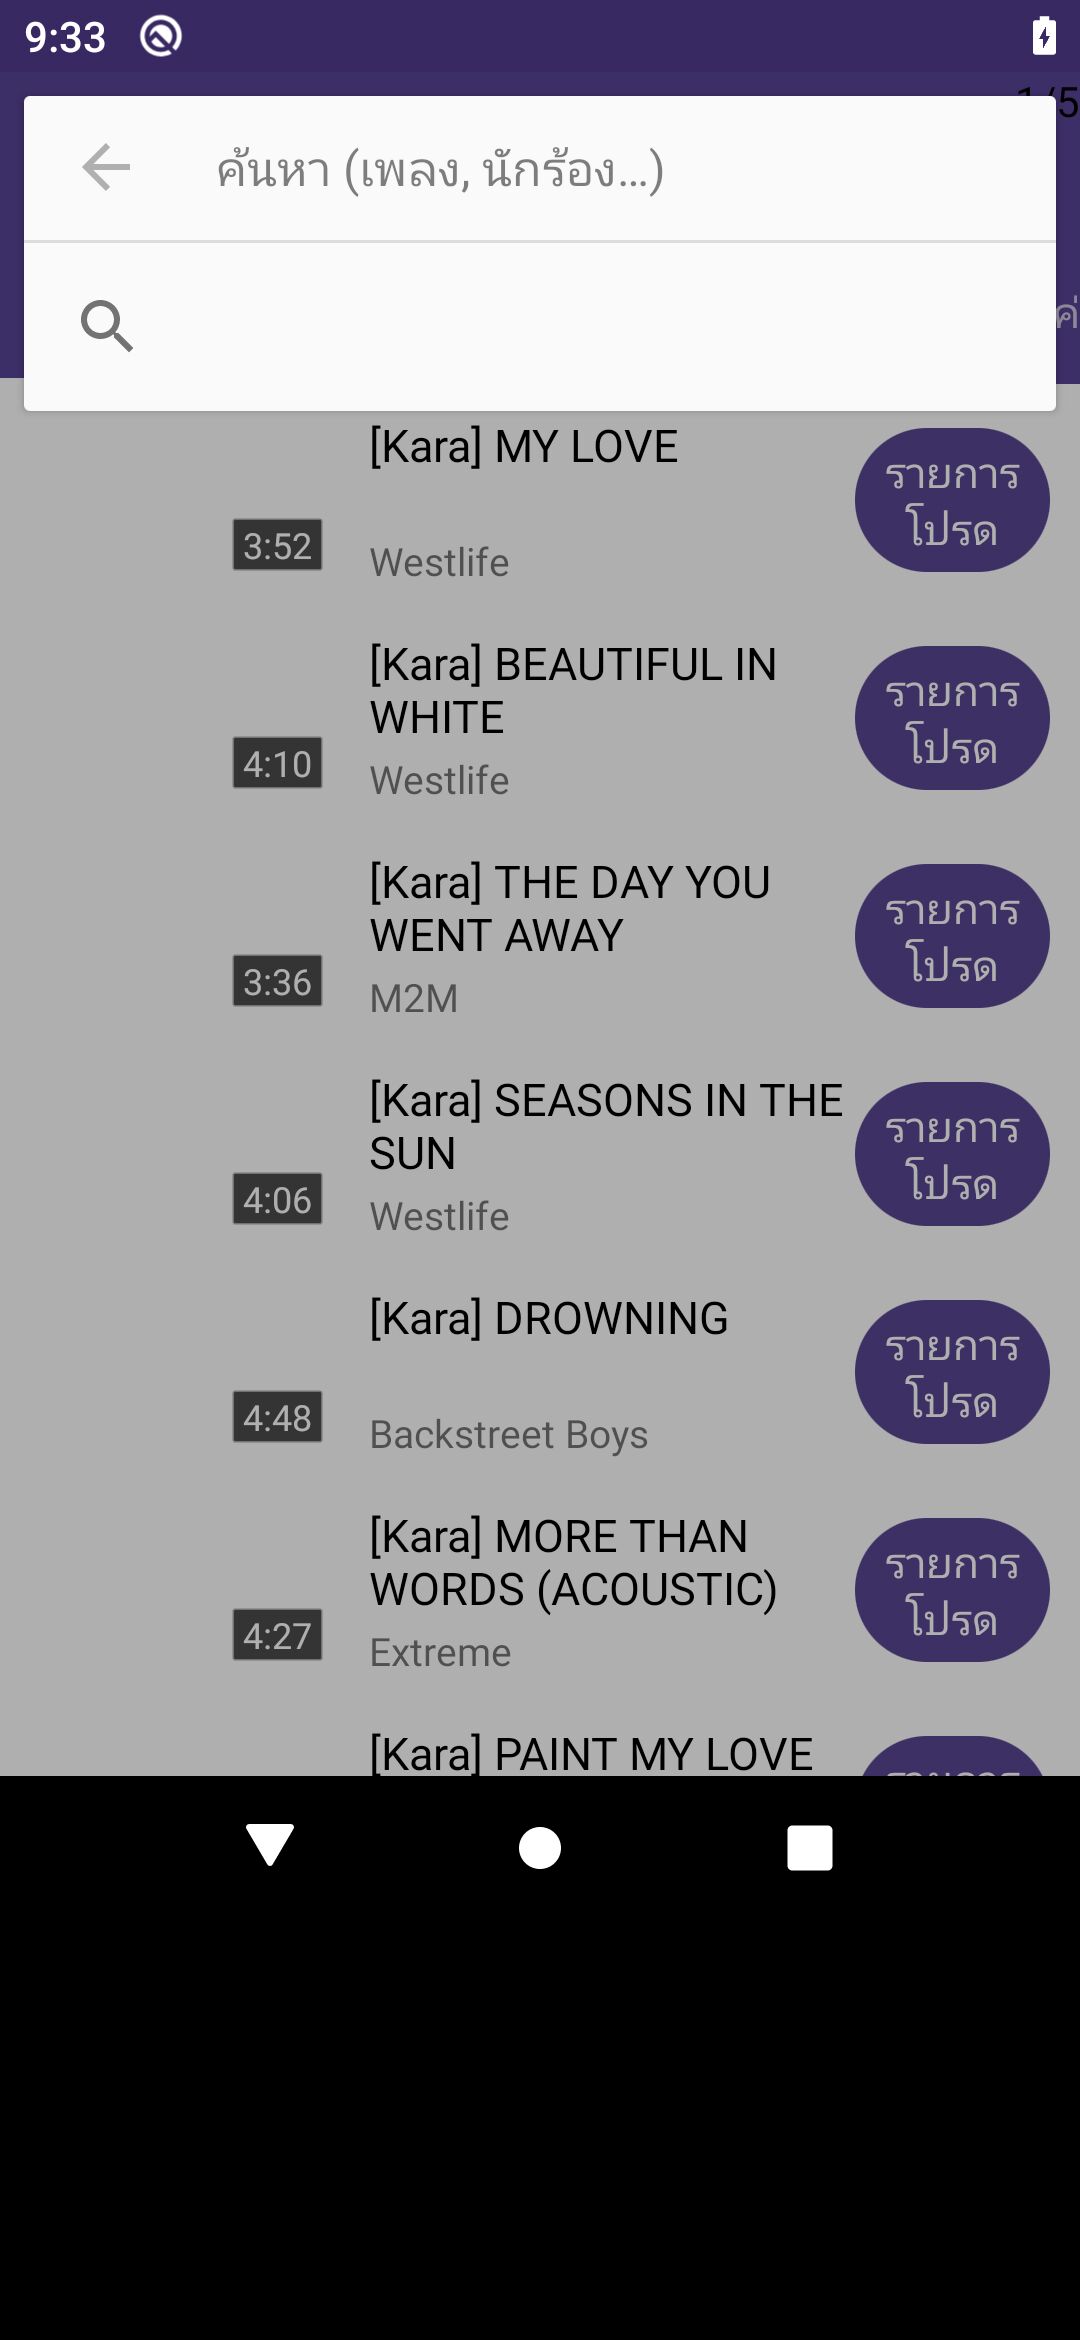 9:33
1/5
ค้นหา (เพลง, นักร้อง...)
ค่
[Kara] MY LOVE
3:52
Westlife
รายการ
โปรด
[Kara] BEAUTIFUL IN
WHITE
4:10
Westlife
รายการ
โปรด
[Kara] THE DAY YOU
WENT AWAY
3:36
M2M
รายการ
โปรด
[Kara] SEASONS IN THE
SUN
4:06
Westlife
รายการ
โปรด
[Kara] DROWNING
4:48
Backstreet Boys
รายการ
โปรด
[Kara] MORE THAN
WORDS (ACOUSTIC)
4:27
Extreme
รายการ
โปรด
[Kara] PAINT MY LOVE